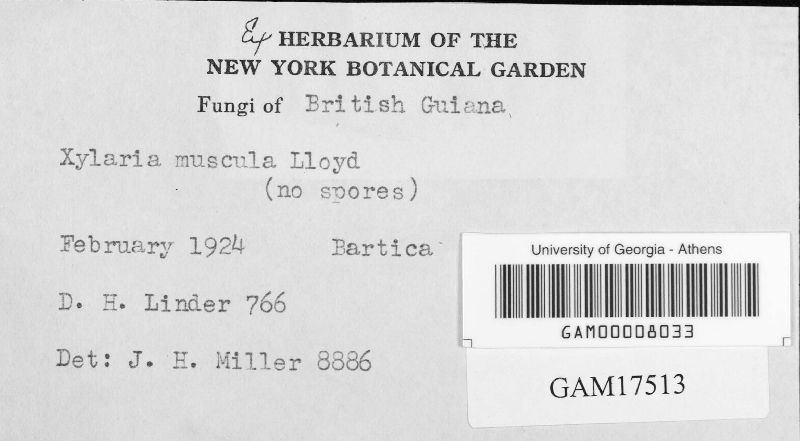 Ex HERBARIUM OF THE
NEW YORK BOTANICAL GARDEN
Fungi of British Guiana
Xylaria muscula Lloyd
(no spores)
February 1924 Bartica
D. H. Linder 766
Det: J. H. Miller 8886
University of Georgia - Athens
GAM00008033
GAM17513